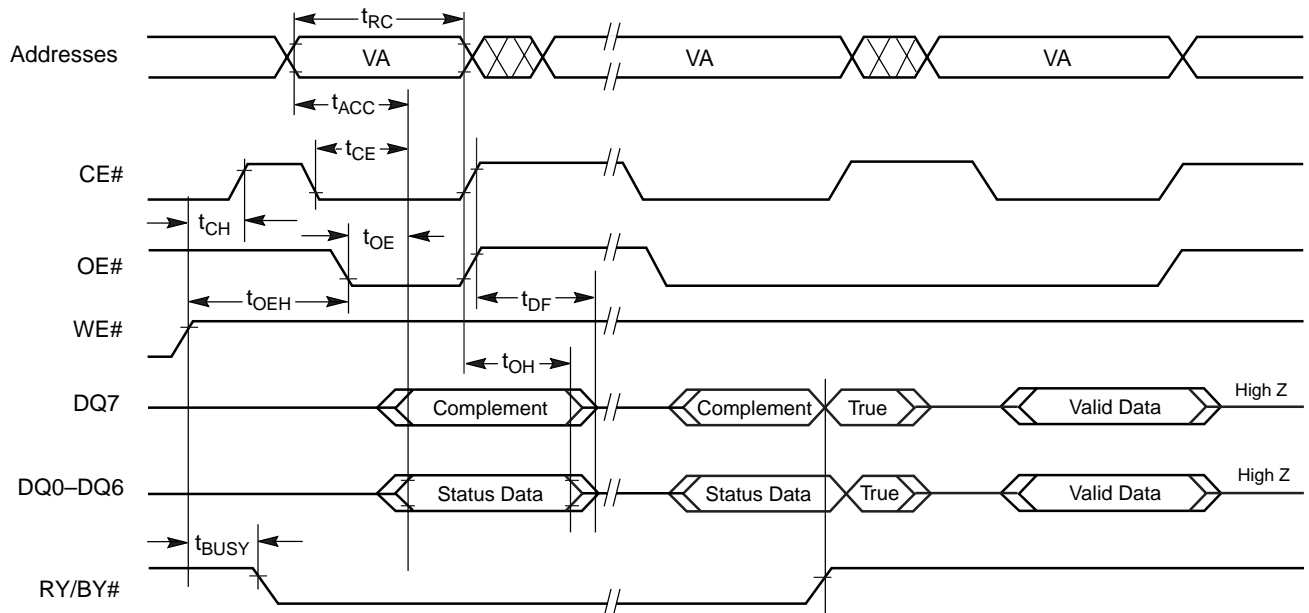 tRC
Addresses VA VA VA
tACC
tCE
CE#
tCH tOE
OE#
tOEH tDF
WE#
tOH
DQ7 Complement Complement True Valid Data High Z
DQ0–DQ6 Status Data Status Data True Valid Data High Z
tBUSY
RY/BY#